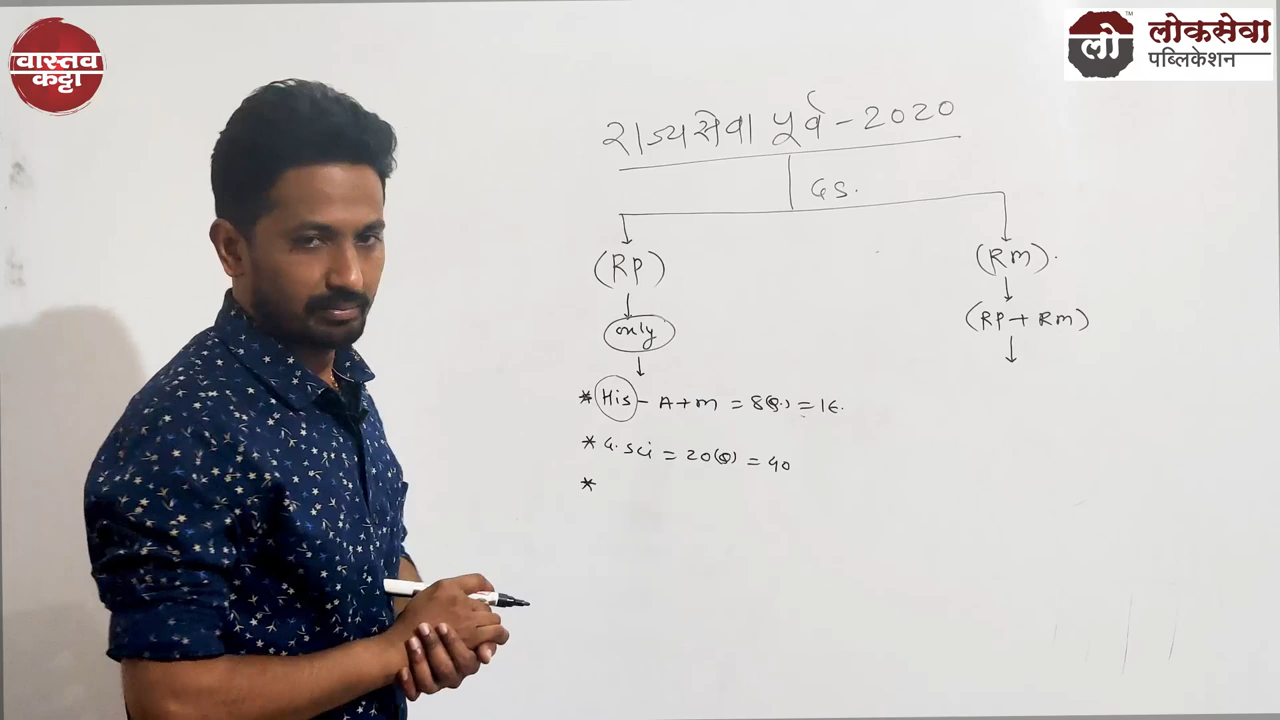 वास्तव
कट्टा
लो
TM
लोकसेवा
पब्लिकेशन
राज्यसेवा पूर्व - 2020
GS.
(RP)
(RM).
only
(RP + RM)
* His - A+M = 8(Q.) = 16.
* G. Sci = 20(Q) = 40
*